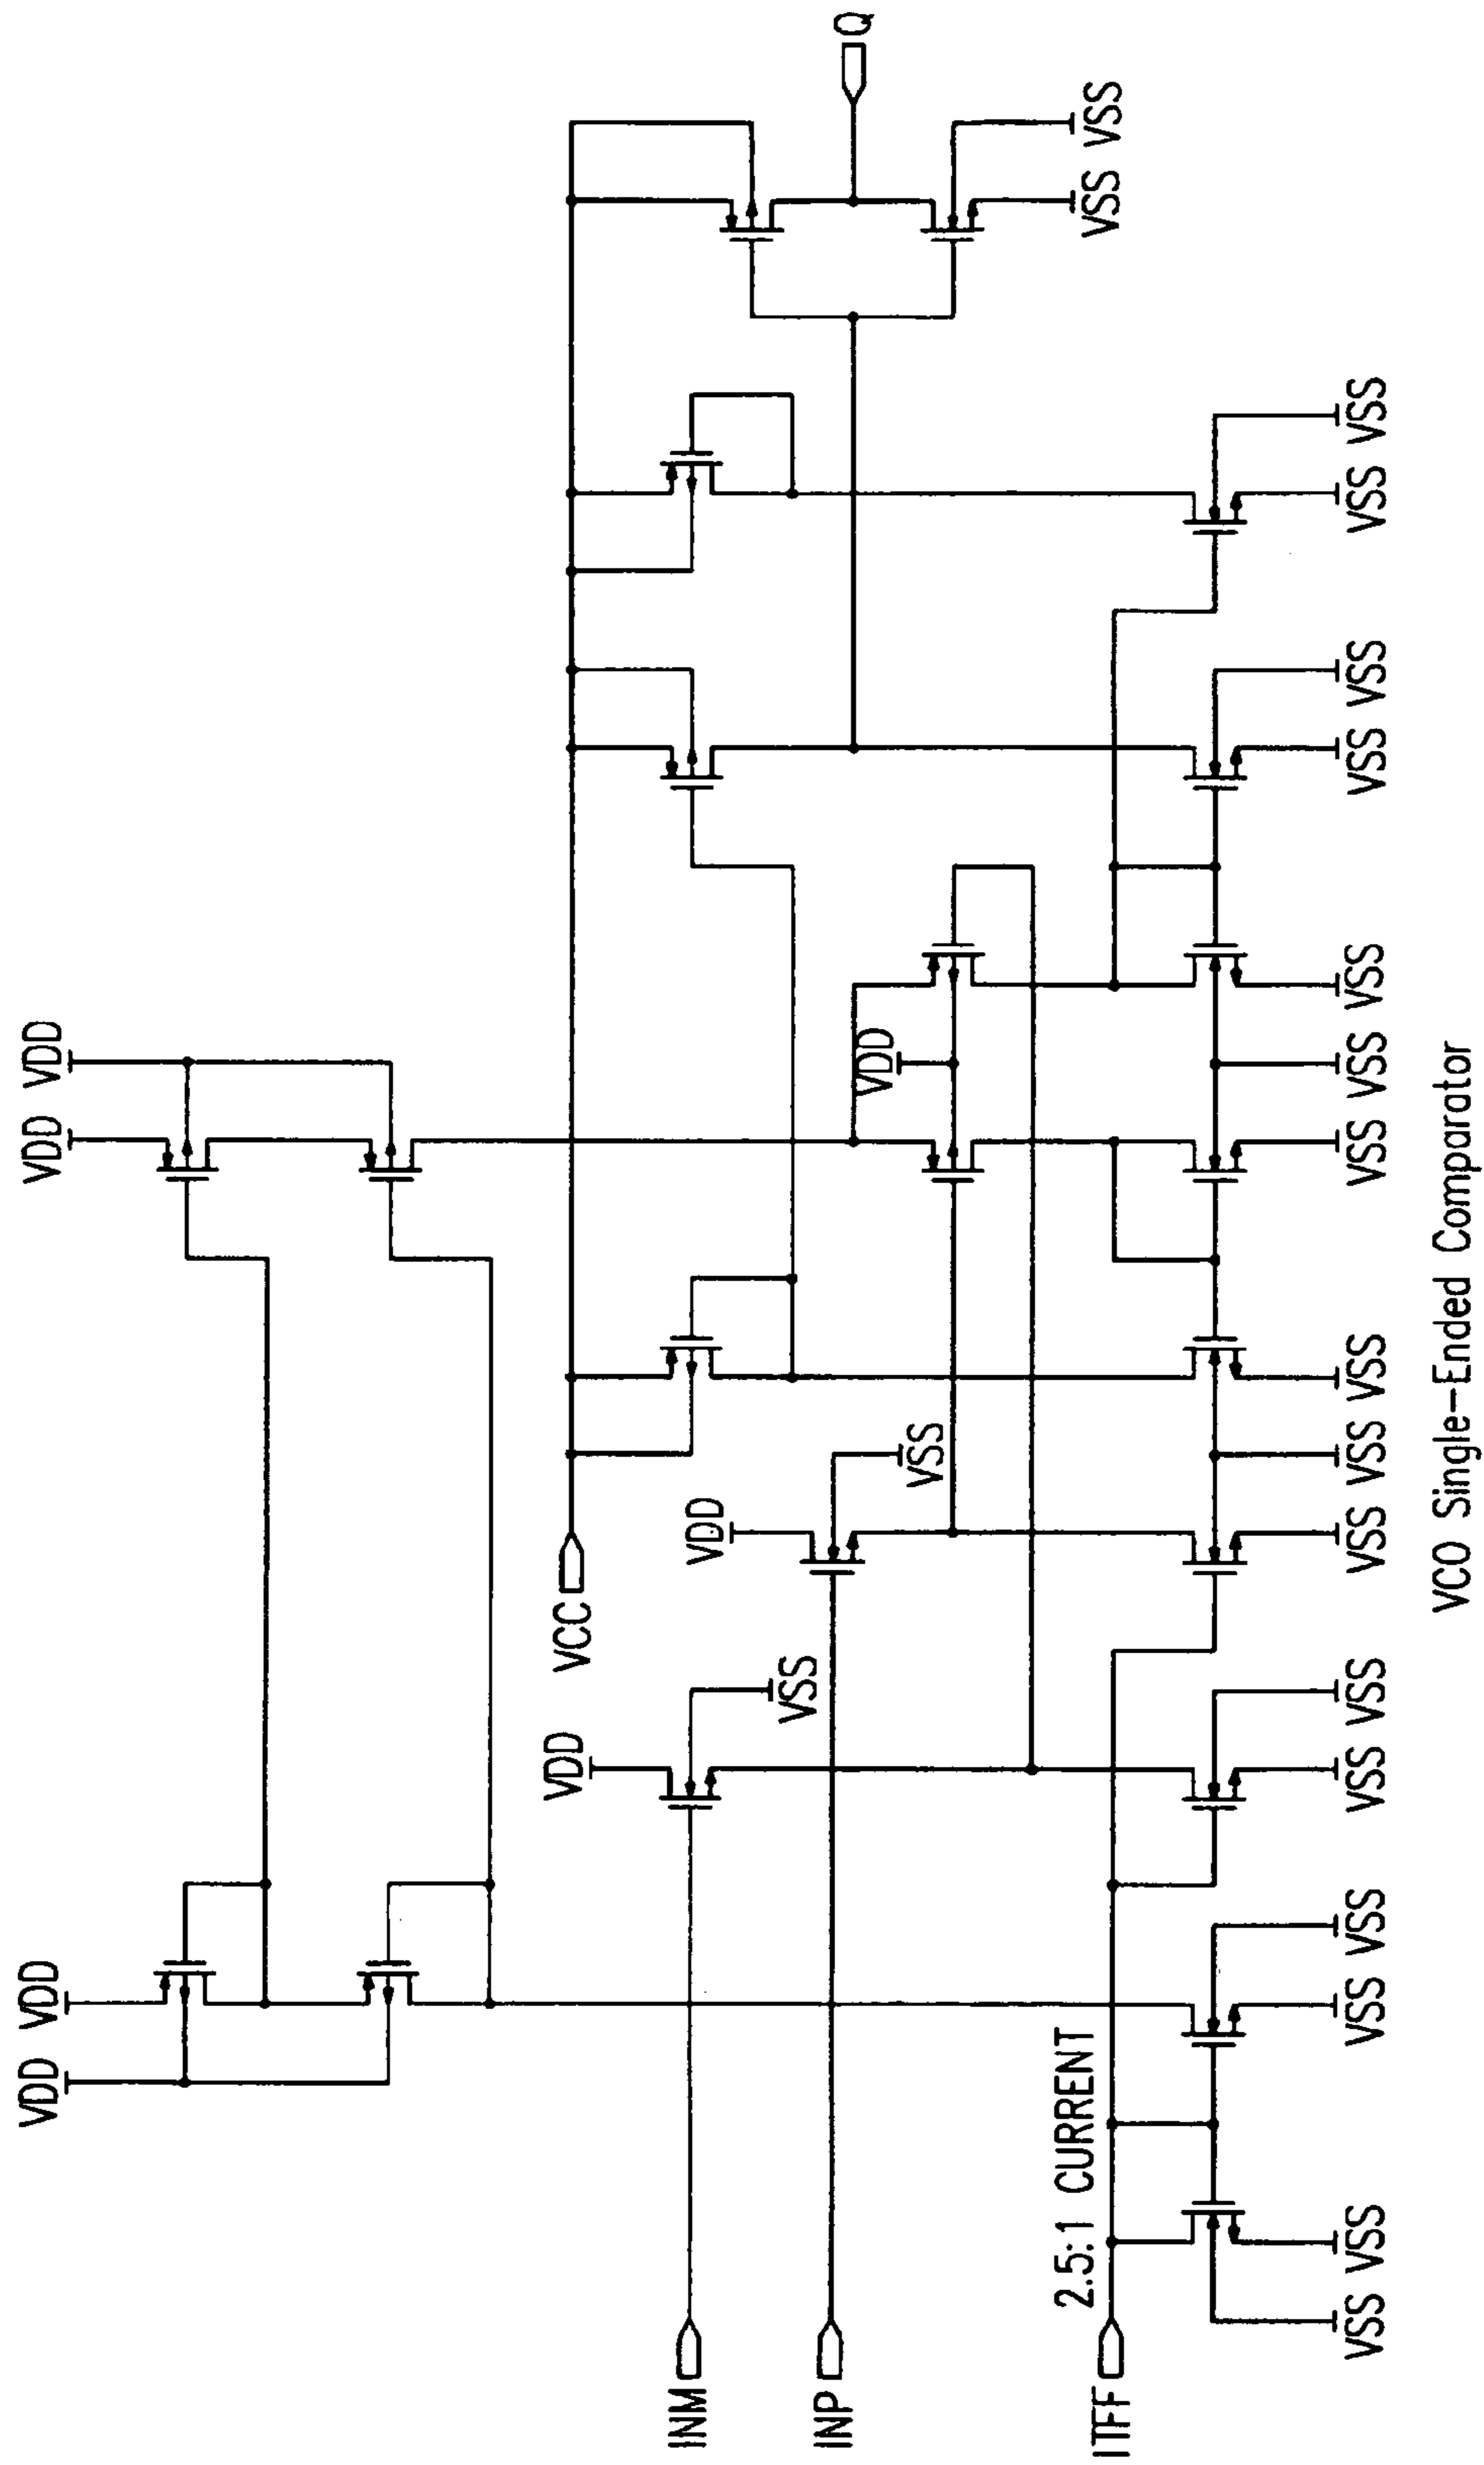 VDD VDD VDD VDD
VDD
VCC
VDD
INM
VSS
INP
Q
VDD
VSS
2.5:1 CURRENT
VSS VSS
ITFF
VSS VSS VSS VSS VSS VSS VSS VSS VSS VSS VSS VSS VSS VSS VSS VSS
VCO Single-Ended Comparator